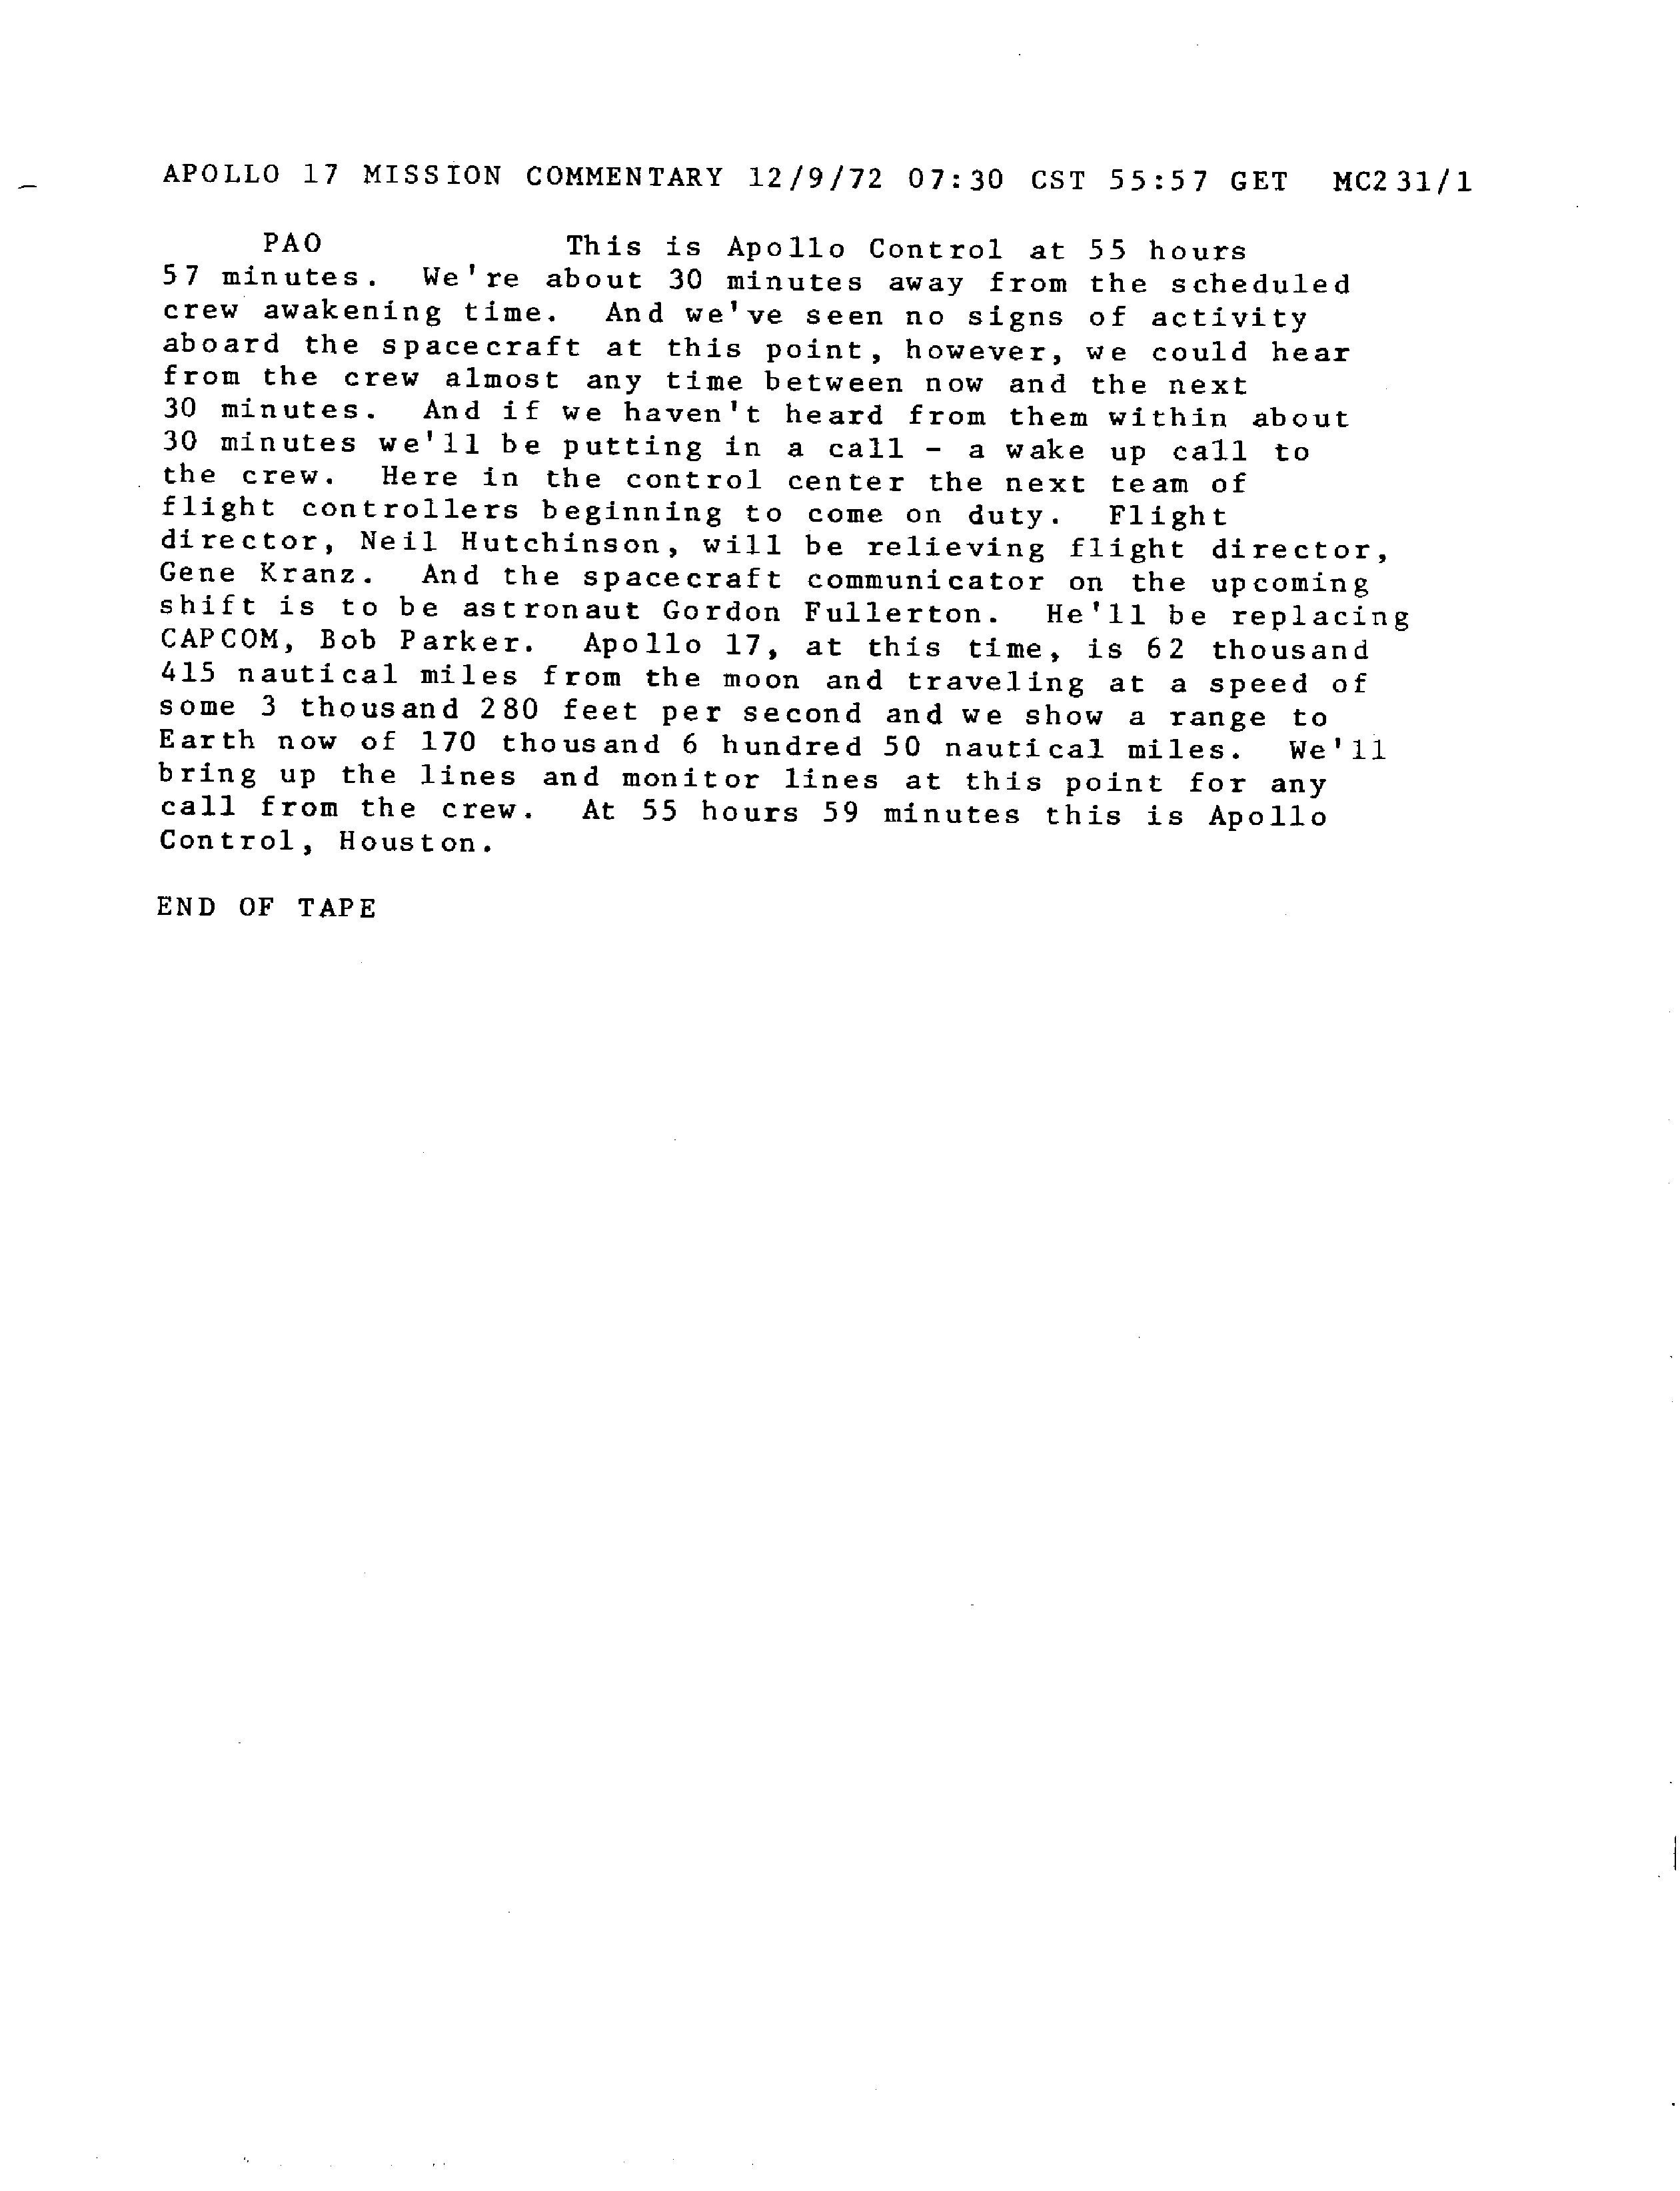 APOLLO 17 MISSION COMMENTARY 12/9/72 07:30 CST 55:57 GET MC231/1
PAO This is Apollo Control at 55 hours
57 minutes. We're about 30 minutes away from the scheduled
crew awakening time. And we've seen no signs of activity
aboard the spacecraft at this point, however, we could hear
from the crew almost any time between now and the next
30 minutes. And if we haven't heard from them within about
30 minutes we'll be putting in a call - a wake up call to
the crew. Here in the control center the next team of
flight controllers beginning to come on duty. Flight
director, Neil Hutchinson, will be relieving flight director,
Gene Kranz. And the spacecraft communicator on the upcoming
shift is to be astronaut Gordon Fullerton. He'll be replacing
CAPCOM, Bob Parker. Apollo 17, at this time, is 62 thousand
415 nautical miles from the moon and traveling at a speed of
some 3 thousand 280 feet per second and we show a range to
Earth now of 170 thousand 6 hundred 50 nautical miles. We'll
bring up the lines and monitor lines at this point for any
call from the crew. At 55 hours 59 minutes this is Apollo
Control, Houston.
END OF TAPE